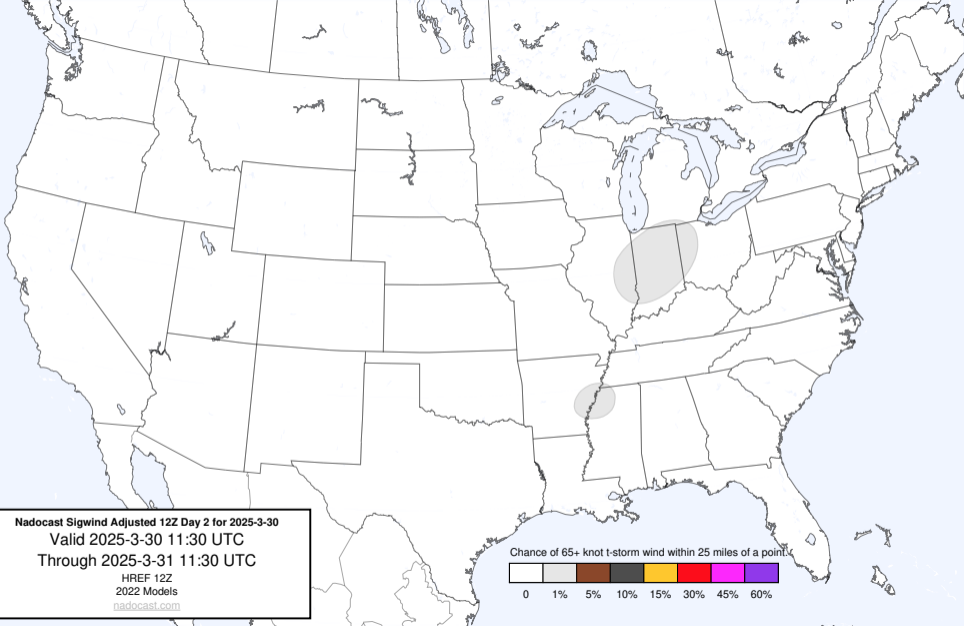 Nadocast Sigwind Adjusted 12Z Day 2 for 2025-3-30
Valid 2025-3-30 11:30 UTC
Through 2025-3-31 11:30 UTC
HREF 12Z
2022 Models
nadocast.com
Chance of 65+ knot t-storm wind within 25 miles of a point.
0 1% 5% 10% 15% 30% 45% 60%